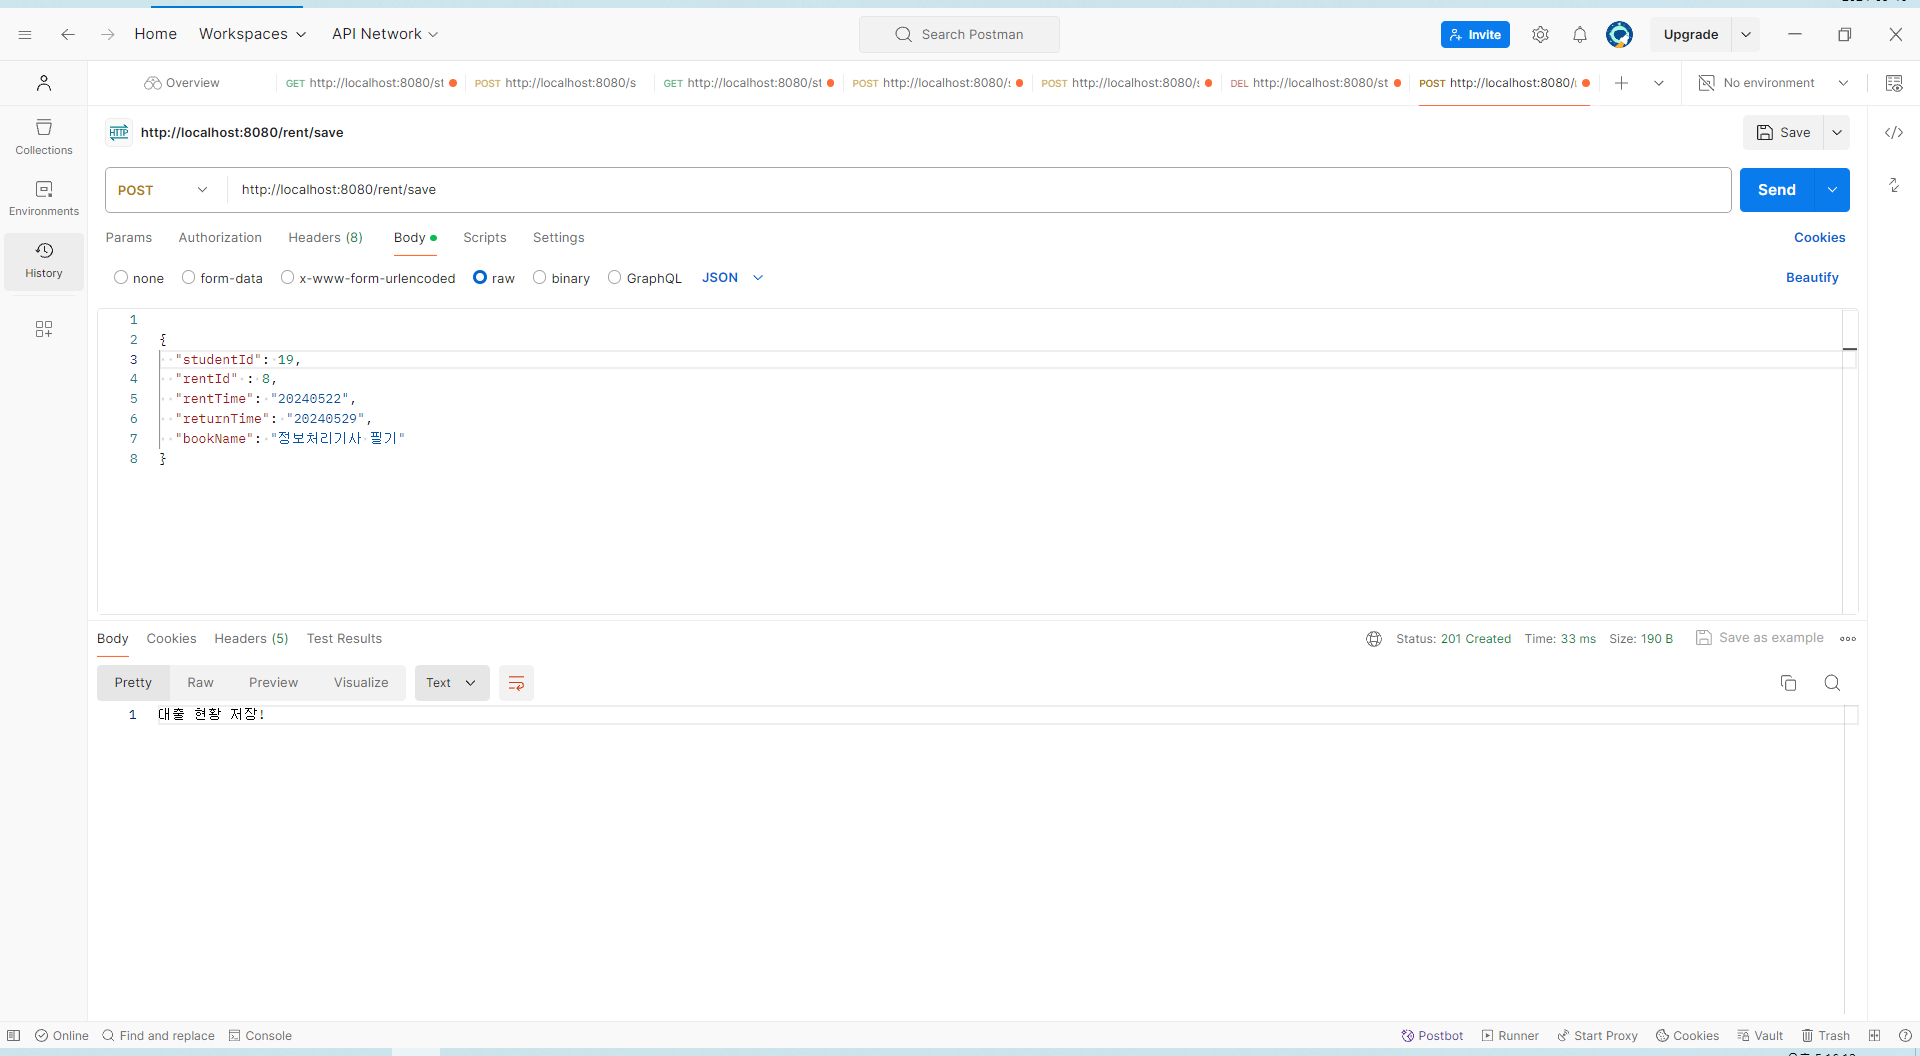 Home Workspaces API Network Search Postman Invite Upgrade
Overview GET http://localhost:8080/st POST http://localhost:8080/s GET http://localhost:8080/st POST http://localhost:8080/s POST http://localhost:8080/s DEL http://localhost:8080/st POST http://localhost:8080/ No environment
HTTP http://localhost:8080/rent/save Save
POST http://localhost:8080/rent/save Send
Params Authorization Headers (8) Body Scripts Settings Cookies
none form-data x-www-form-urlencoded raw binary GraphQL JSON Beautify
Collections
Environments
History
1
2 {
3 "studentId": 19,
4 "rentId" : 8,
5 "rentTime": "20240522",
6 "returnTime": "20240529",
7 "bookName": "정보처리기사 필기"
8 }
Body Cookies Headers (5) Test Results Status: 201 Created Time: 33 ms Size: 190 B Save as example
Pretty Raw Preview Visualize Text
1 대출 현황 저장!
Online Find and replace Console Postbot Runner Start Proxy Cookies Vault Trash